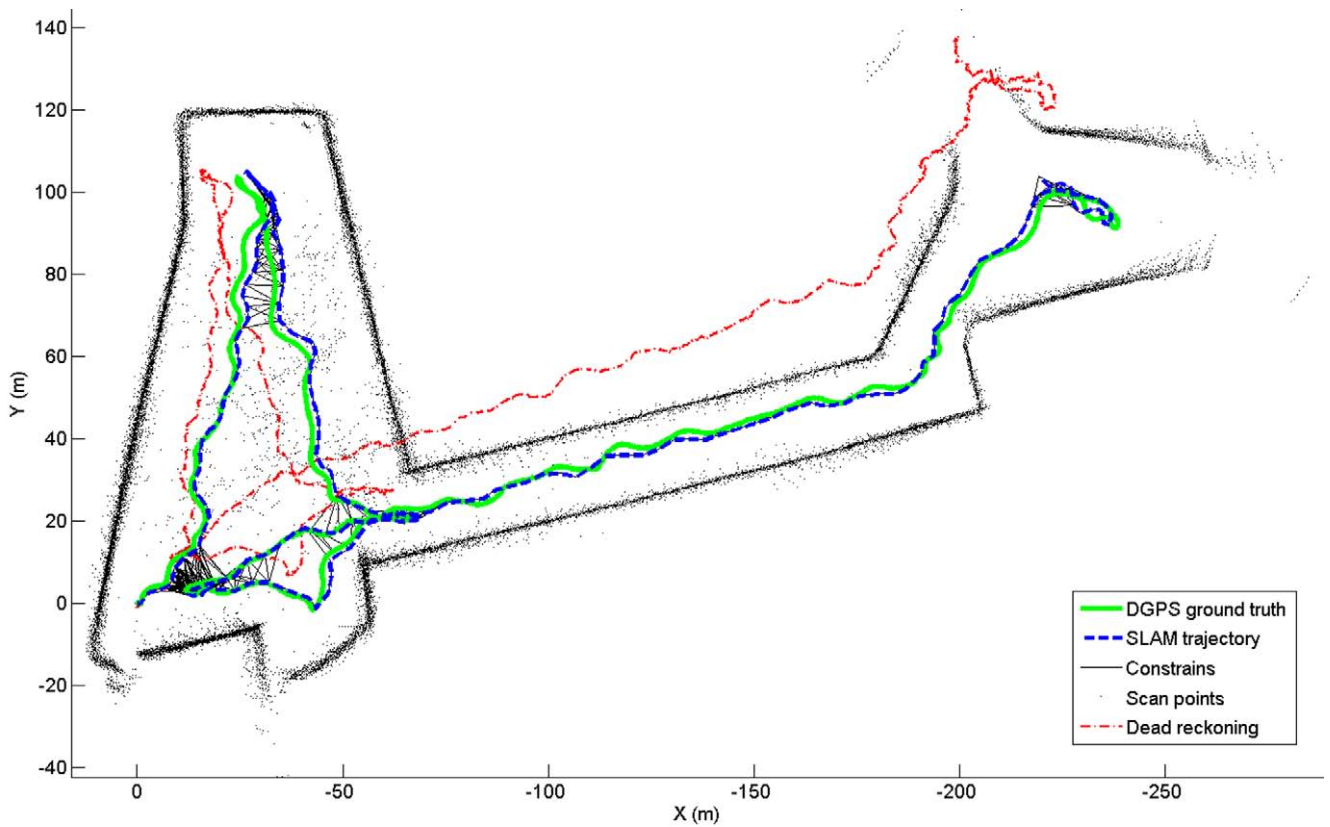 140
120
100
80
60
40
20
0
-20
-40
Y (m)
0
-50
-100
-150
-200
-250
X (m)
DGPS ground truth
SLAM trajectory
Constrains
Scan points
Dead reckoning